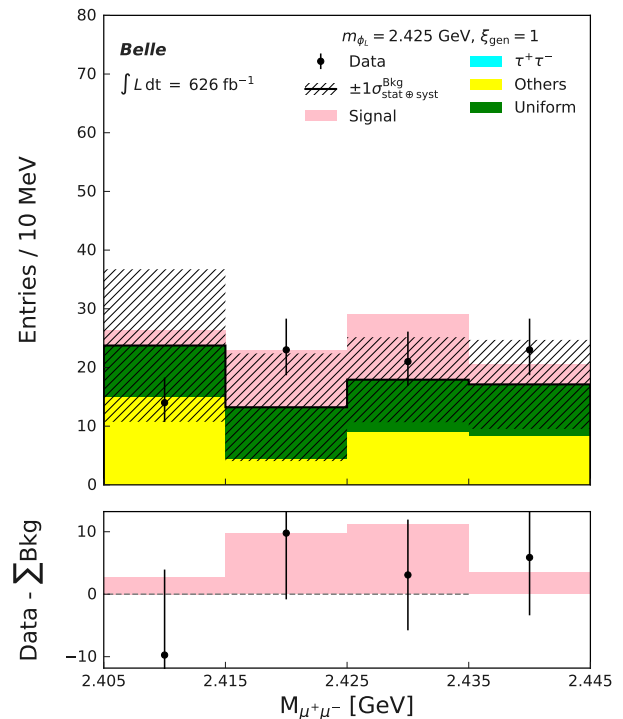 Belle
∫ L dt = 626 fb⁻¹
m_{ϕ_L} = 2.425 GeV, ξ_gen = 1
Data
±1σ^{Bkg}_{stat ⊕ syst}
Signal
τ⁺τ⁻
Others
Uniform
Entries / 10 MeV
80
70
60
50
40
30
20
10
0
Data - ∑Bkg
10
0
−10
2.405 2.415 2.425 2.435 2.445
M_{μ⁺μ⁻} [GeV]